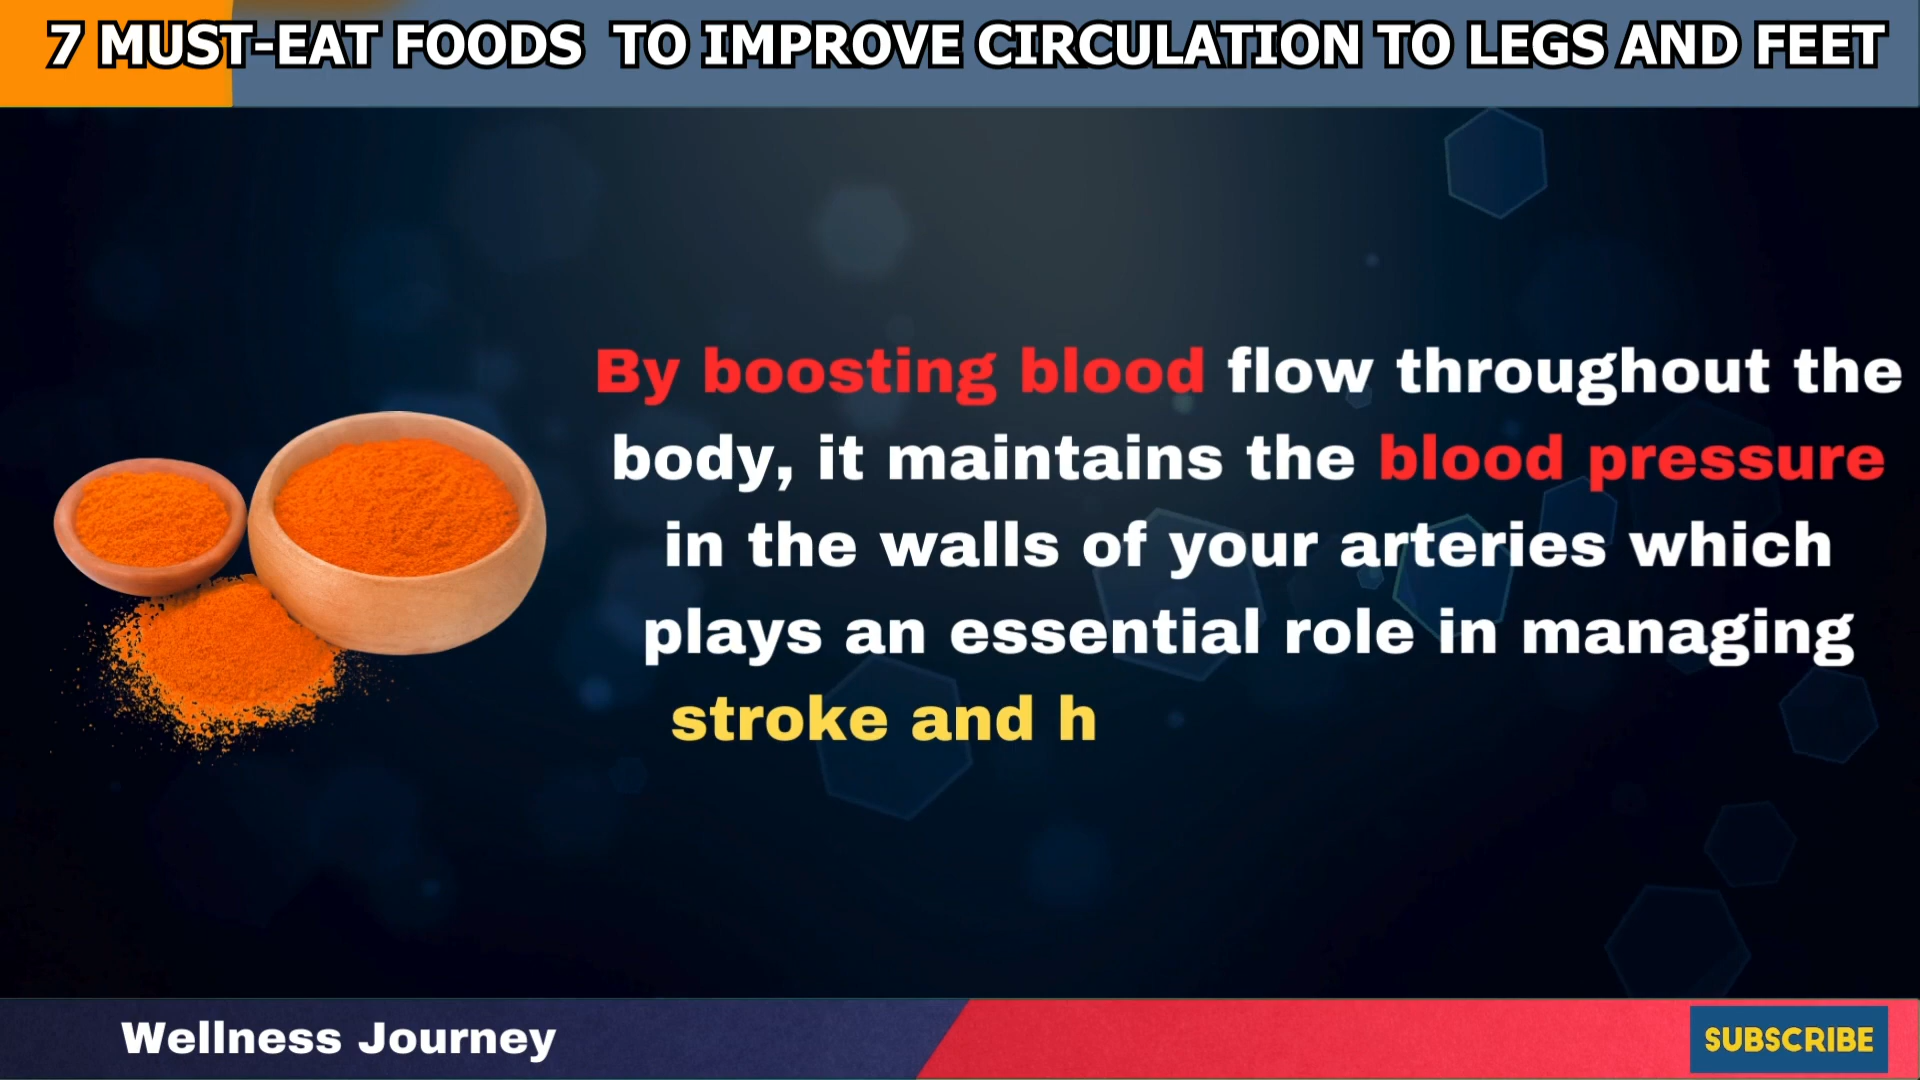 7 MUST-EAT FOODS TO IMPROVE CIRCULATION TO LEGS AND FEET
By boosting blood flow throughout the
body, it maintains the blood pressure
in the walls of your arteries which
plays an essential role in managing
stroke and h
Wellness Journey
SUBSCRIBE